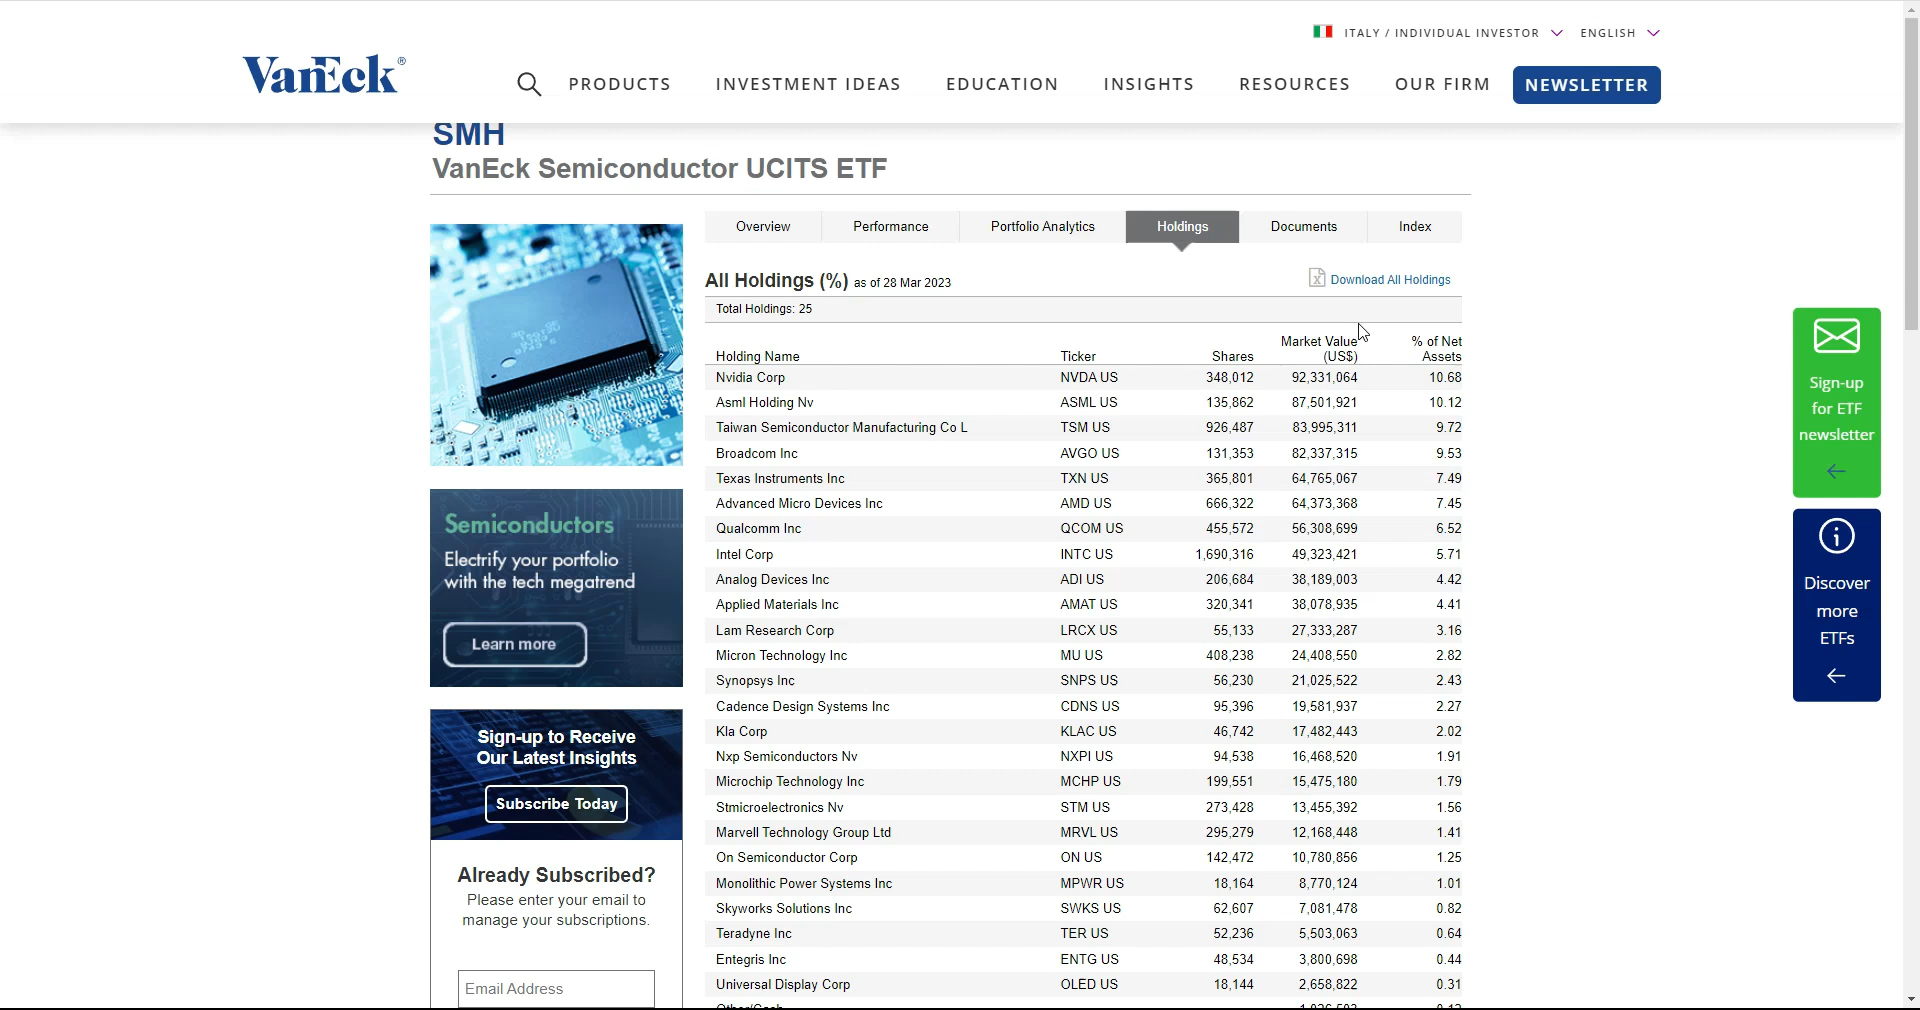 ITALY / INDIVIDUAL INVESTOR ENGLISH
VanEck®
PRODUCTS INVESTMENT IDEAS EDUCATION INSIGHTS RESOURCES OUR FIRM NEWSLETTER
SMH
VanEck Semiconductor UCITS ETF
Overview Performance Portfolio Analytics Holdings Documents Index
All Holdings (%) as of 28 Mar 2023 Download All Holdings
Total Holdings: 25
Holding Name Ticker Shares Market Value (US$) % of Net Assets
Nvidia Corp NVDA US 348,012 92,331,064 10.68
Asml Holding Nv ASML US 135,862 87,501,921 10.12
Taiwan Semiconductor Manufacturing Co L TSM US 926,487 83,995,311 9.72
Broadcom Inc AVGO US 131,353 82,337,315 9.53
Texas Instruments Inc TXN US 365,801 64,765,067 7.49
Advanced Micro Devices Inc AMD US 666,322 64,373,368 7.45
Qualcomm Inc QCOM US 455,572 56,308,699 6.52
Intel Corp INTC US 1,690,316 49,323,421 5.71
Analog Devices Inc ADI US 206,684 38,189,003 4.42
Applied Materials Inc AMAT US 320,341 38,078,935 4.41
Lam Research Corp LRCX US 55,133 27,333,287 3.16
Micron Technology Inc MU US 408,238 24,408,550 2.82
Synopsys Inc SNPS US 56,230 21,025,522 2.43
Cadence Design Systems Inc CDNS US 95,396 19,581,937 2.27
Kla Corp KLAC US 46,742 17,482,443 2.02
Nxp Semiconductors Nv NXPI US 94,538 16,468,520 1.91
Microchip Technology Inc MCHP US 199,551 15,475,180 1.79
Stmicroelectronics Nv STM US 273,428 13,455,392 1.56
Marvell Technology Group Ltd MRVL US 295,279 12,168,448 1.41
On Semiconductor Corp ON US 142,472 10,780,856 1.25
Monolithic Power Systems Inc MPWR US 18,164 8,770,124 1.01
Skyworks Solutions Inc SWKS US 62,607 7,081,478 0.82
Teradyne Inc TER US 52,236 5,503,063 0.64
Entegris Inc ENTG US 48,534 3,800,698 0.44
Universal Display Corp OLED US 18,144 2,658,822 0.31
Semiconductors
Electrify your portfolio
with the tech megatrend
Learn more
Sign-up to Receive
Our Latest Insights
Subscribe Today
Already Subscribed?
Please enter your email to
manage your subscriptions.
Email Address
Sign-up
for ETF
newsletter
Discover
more
ETFs